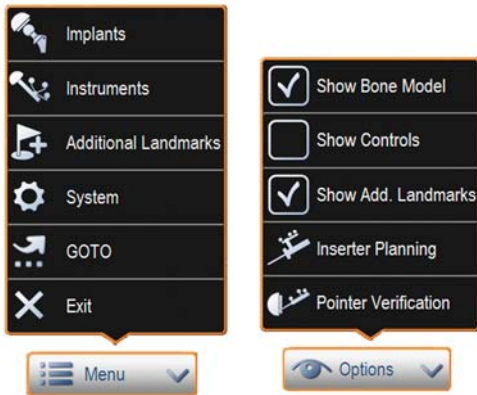 Implants
Instruments
Additional Landmarks
System
GOTO
Exit
Menu
Show Bone Model
Show Controls
Show Add. Landmarks
Inserter Planning
Pointer Verification
Options